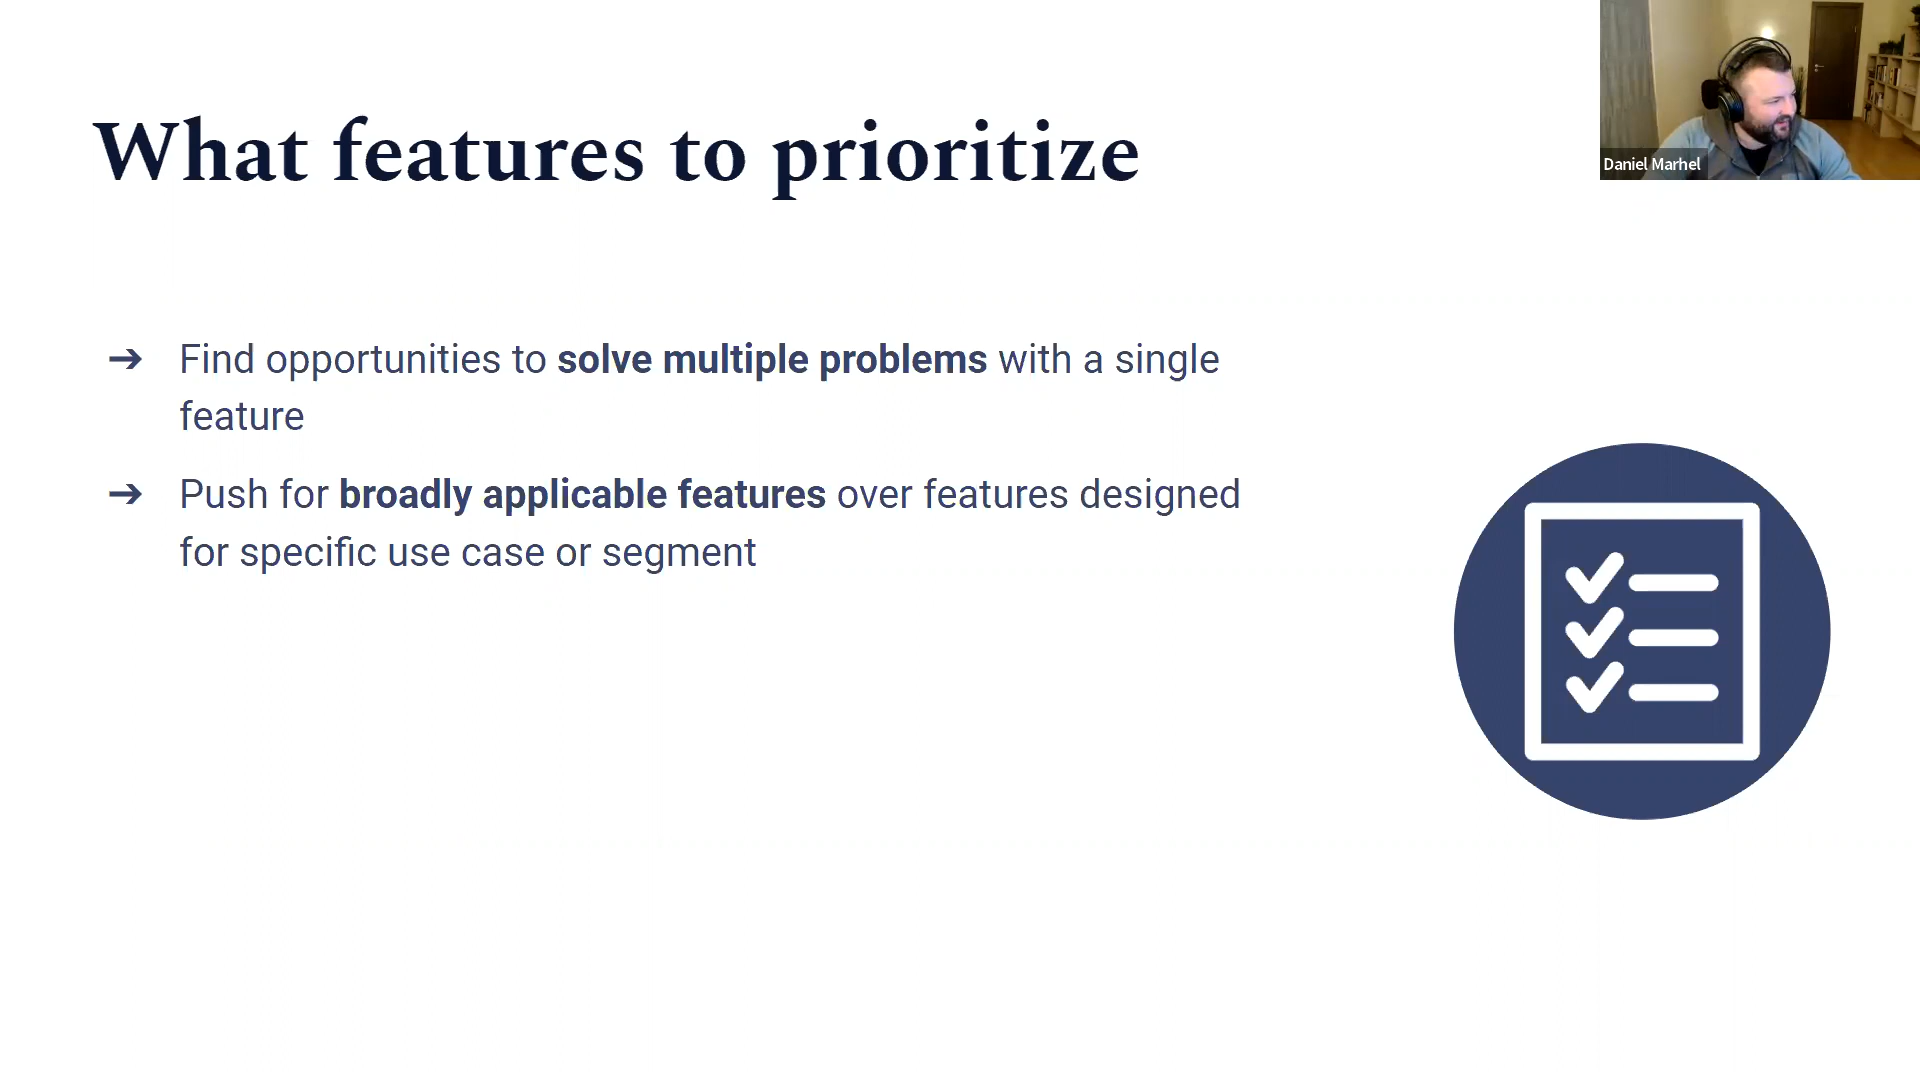 What features to prioritize
Daniel Marhel
➔ Find opportunities to solve multiple problems with a single
feature
➔ Push for broadly applicable features over features designed
for specific use case or segment